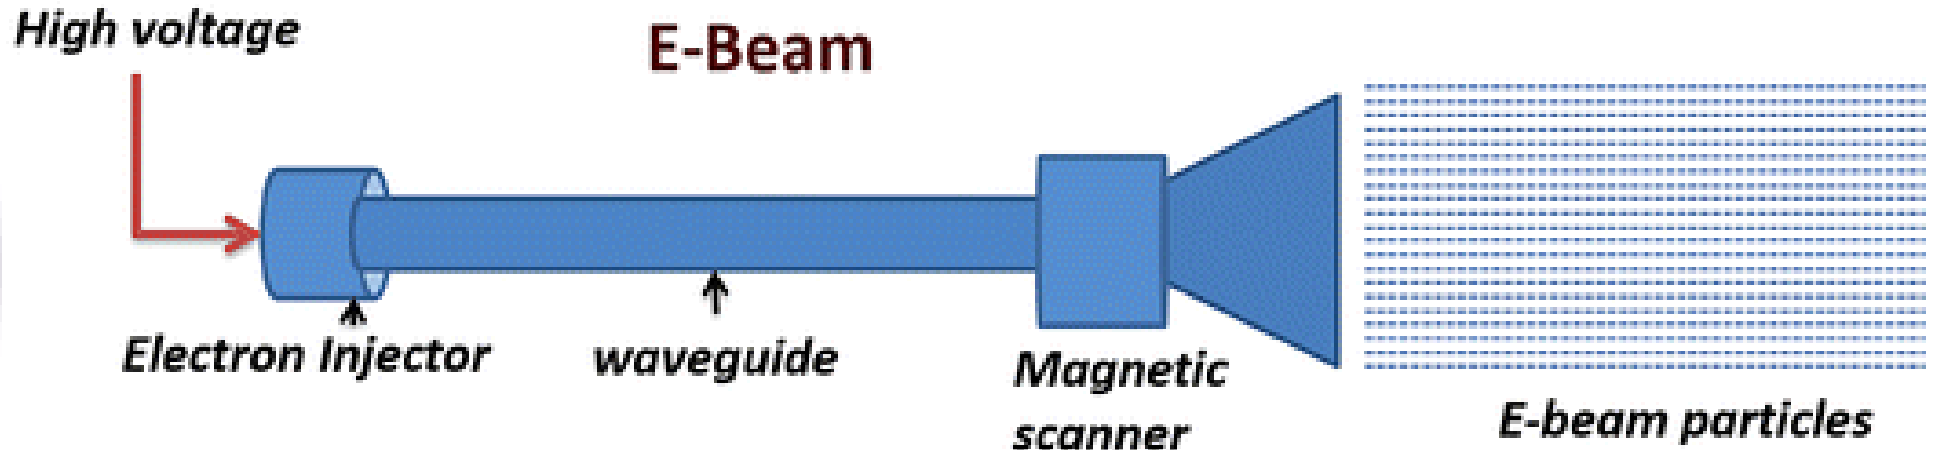 High voltage
E-Beam
Electron Injector
waveguide
Magnetic
scanner
E-beam particles